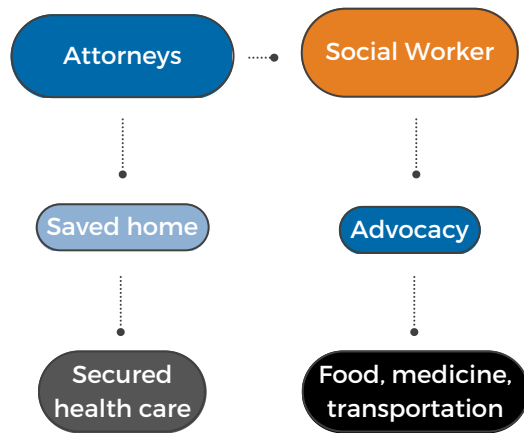 Attorneys
Social Worker
Saved home
Advocacy
Secured
health care
Food, medicine,
transportation